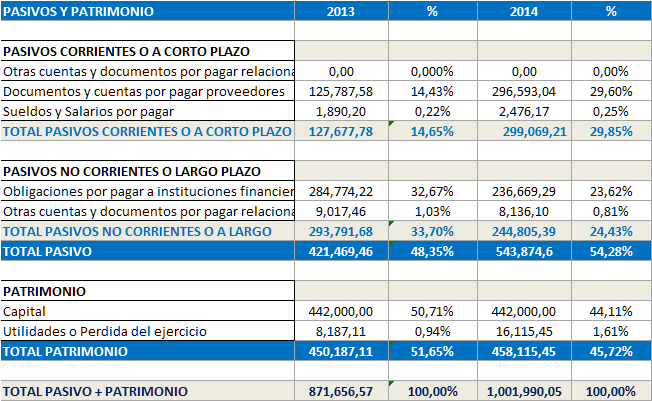 PASIVOS Y PATRIMONIO 2013 % 2014 %
PASIVOS CORRIENTES O A CORTO PLAZO
Otras cuentas y documentos por pagar relaciona 0,00 0,000% 0,00 0,00%
Documentos y cuentas por pagar proveedores 125,787,58 14,43% 296,593,04 29,60%
Sueldos y Salarios por pagar 1,890,20 0,22% 2,476,17 0,25%
TOTAL PASIVOS CORRIENTES O A CORTO PLAZO 127,677,78 14,65% 299,069,21 29,85%
PASIVOS NO CORRIENTES O LARGO PLAZO
Obligaciones por pagar a instituciones financier 284,774,22 32,67% 236,669,29 23,62%
Otras cuentas y documentos por pagar relaciona 9,017,46 1,03% 8,136,10 0,81%
TOTAL PASIVOS NO CORRIENTES O A LARGO 293,791,68 33,70% 244,805,39 24,43%
TOTAL PASIVO 421,469,46 48,35% 543,874,6 54,28%
PATRIMONIO
Capital 442,000,00 50,71% 442,000,00 44,11%
Utilidades o Perdida del ejercicio 8,187,11 0,94% 16,115,45 1,61%
TOTAL PATRIMONIO 450,187,11 51,65% 458,115,45 45,72%
TOTAL PASIVO + PATRIMONIO 871,656,57 100,00% 1,001,990,05 100,00%